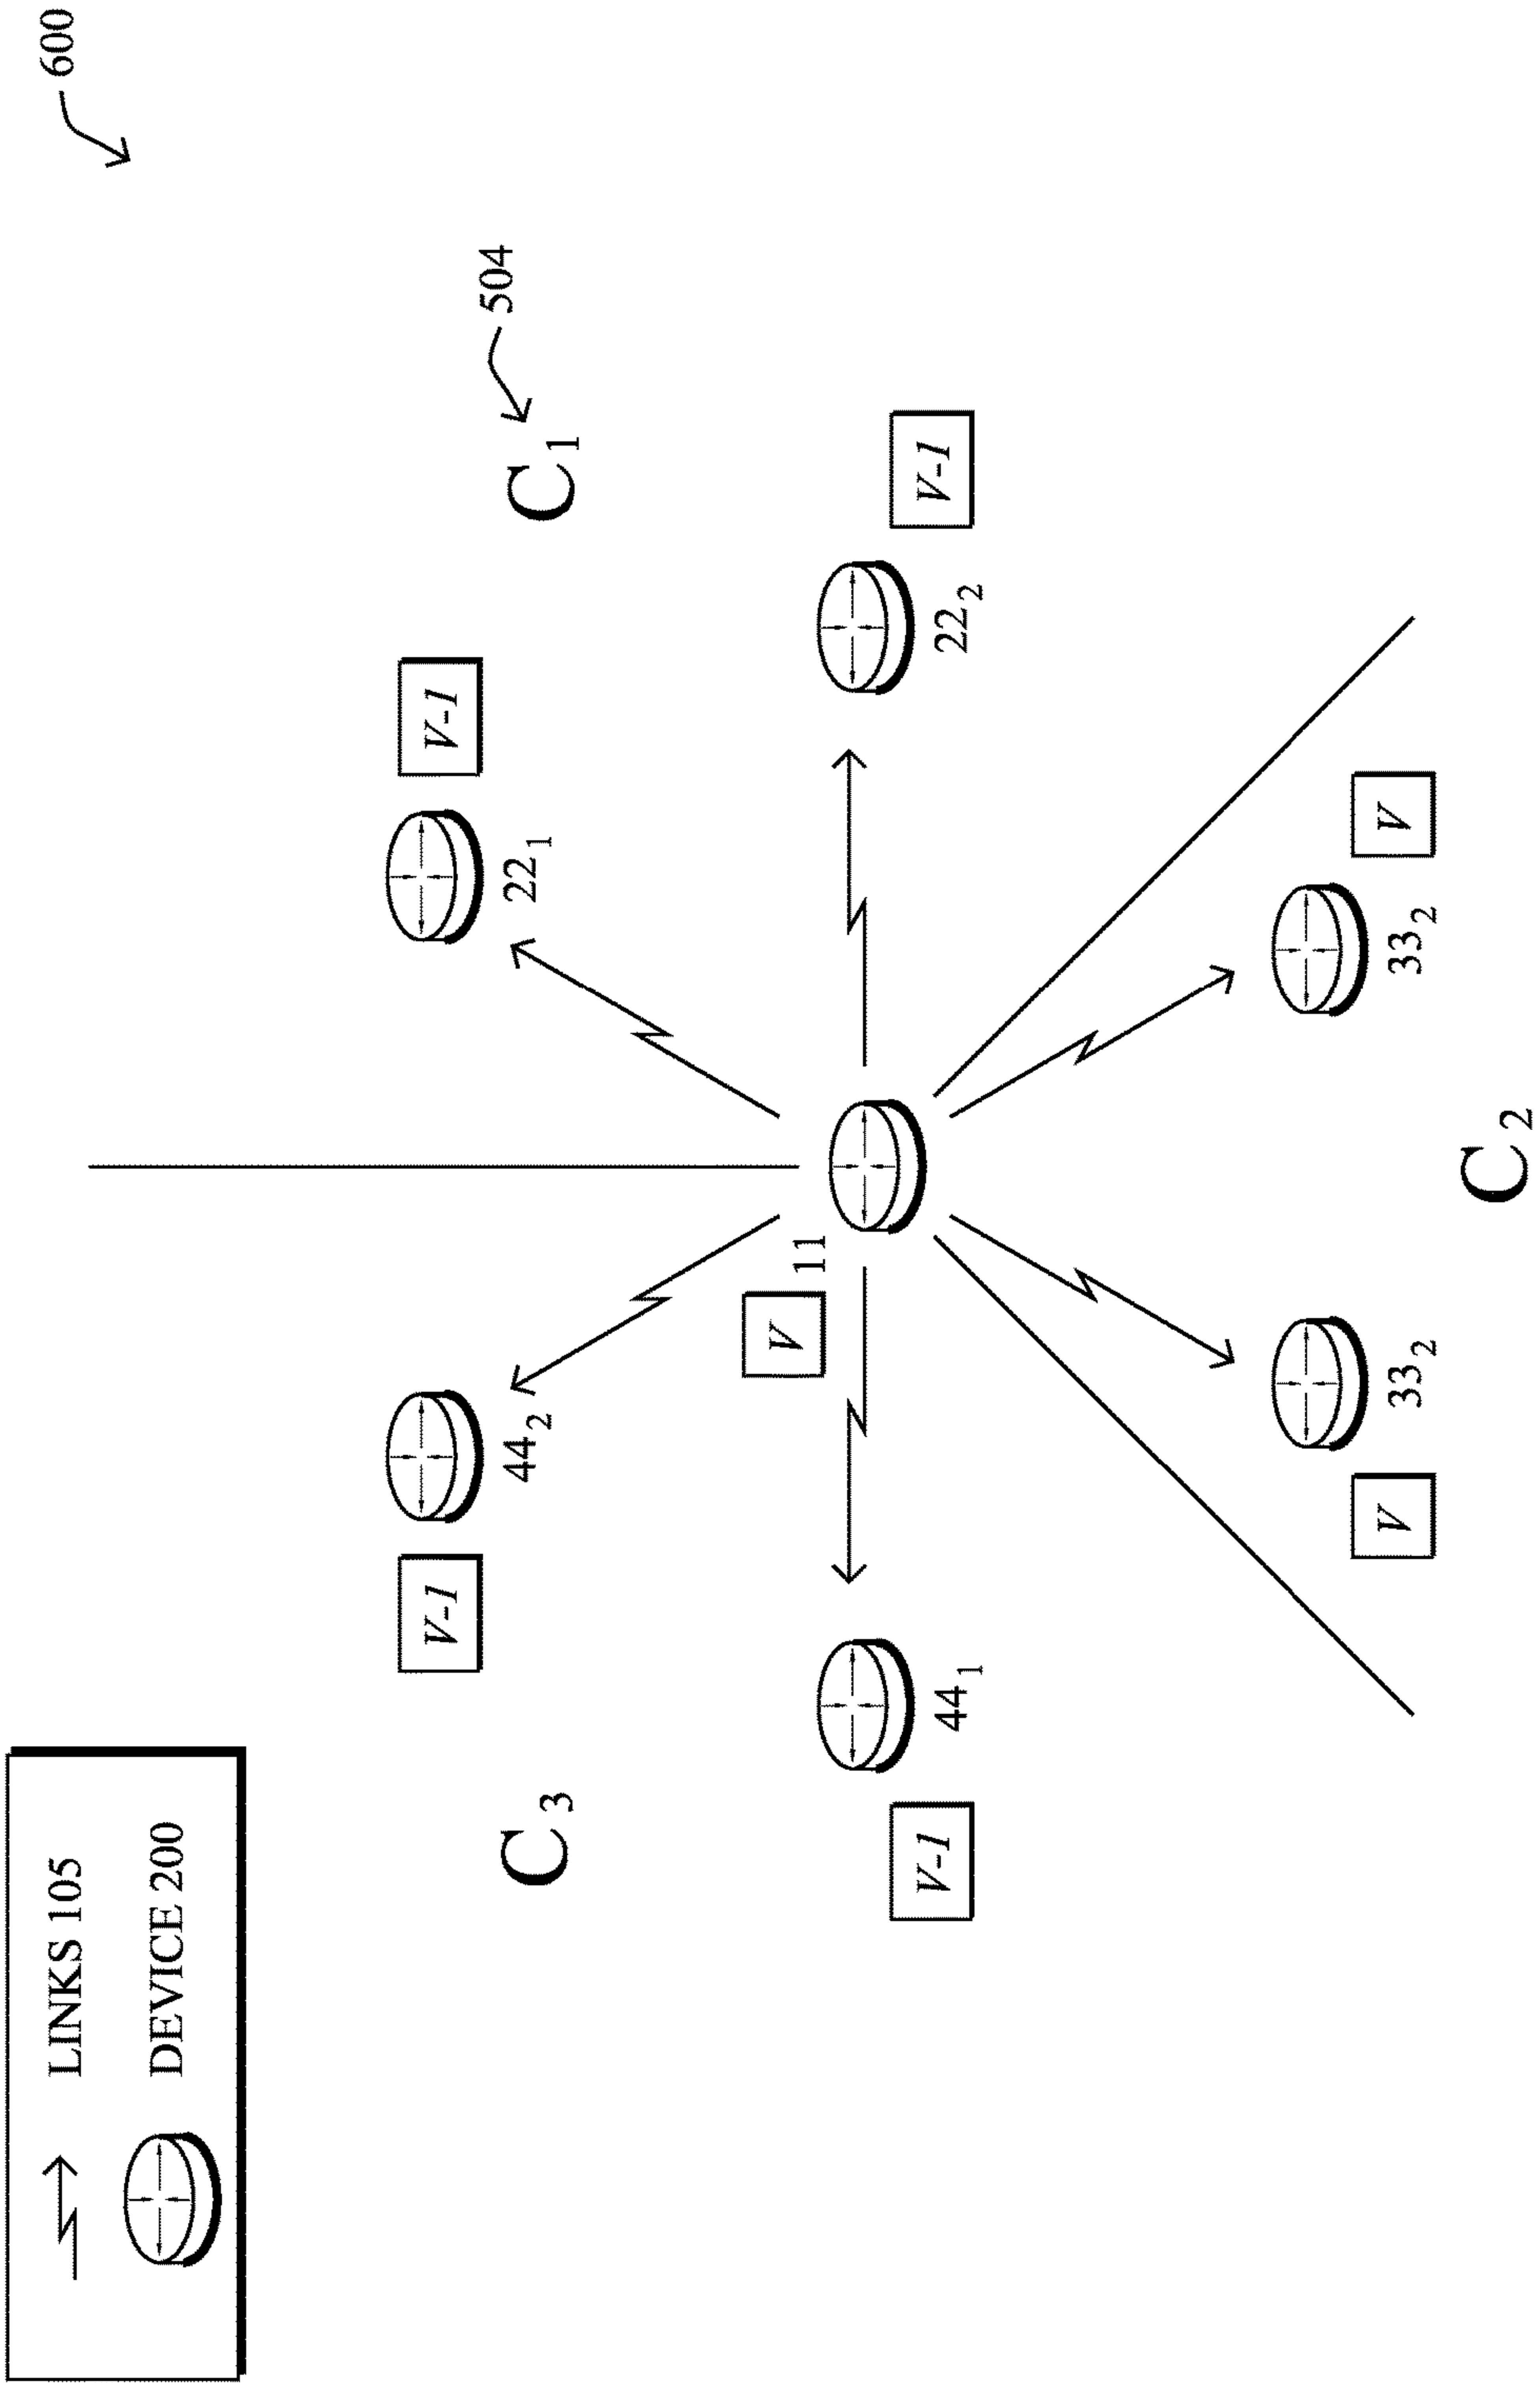 600
LINKS 105
DEVICE 200
504
C₁
C₃
V-1
44₂
22₁
V-1
V
11
V-1
44₁
22₂
V-1
V
33₂
33₂
V
C₂